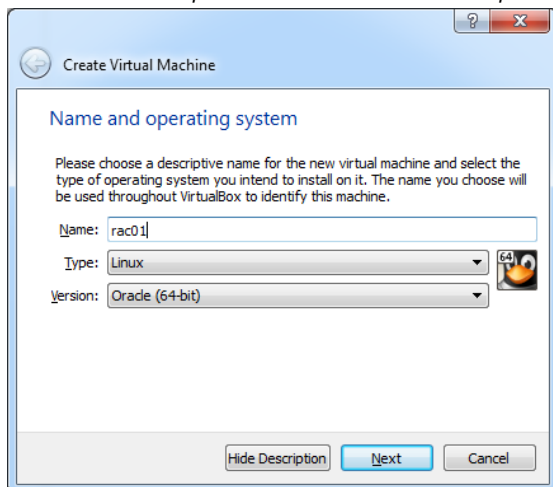 Create Virtual Machine
Name and operating system
Please choose a descriptive name for the new virtual machine and select the
type of operating system you intend to install on it. The name you choose will
be used throughout VirtualBox to identify this machine.
Name: rac01
Type: Linux
64
Version: Oracle (64-bit)
Hide Description Next Cancel